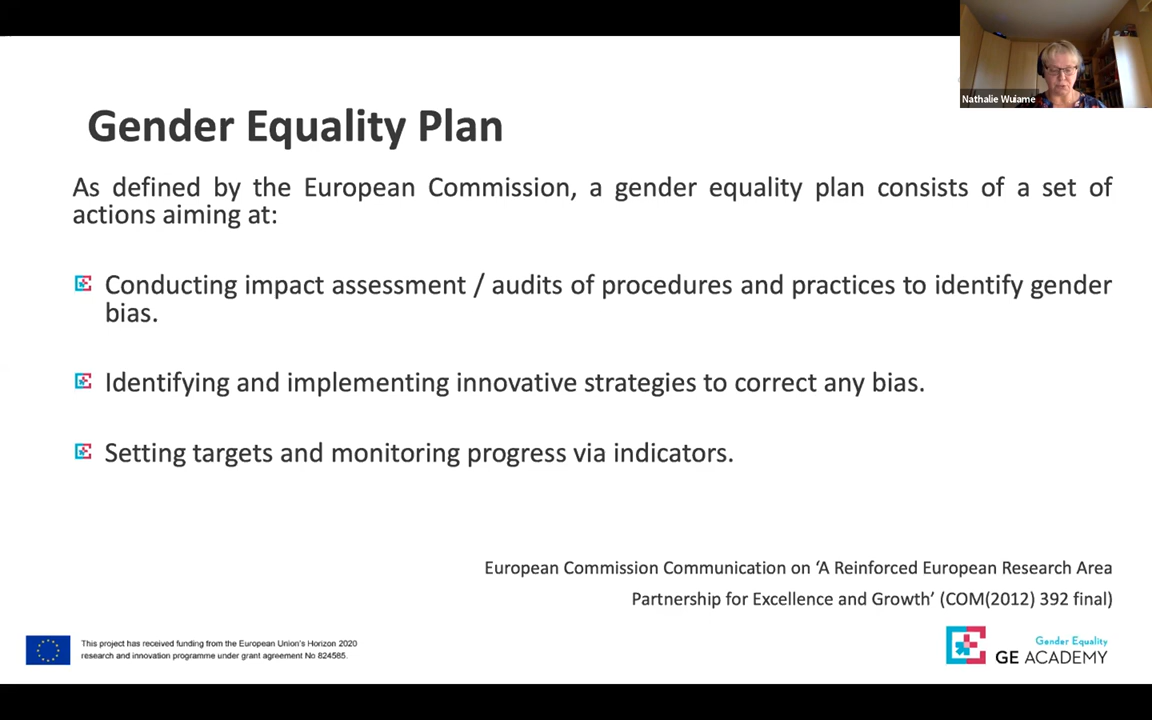 Nathalie Wuiame
Gender Equality Plan
As defined by the European Commission, a gender equality plan consists of a set of
actions aiming at:
Conducting impact assessment / audits of procedures and practices to identify gender
bias.
Identifying and implementing innovative strategies to correct any bias.
Setting targets and monitoring progress via indicators.
European Commission Communication on ‘A Reinforced European Research Area
Partnership for Excellence and Growth’ (COM(2012) 392 final)
This project has received funding from the European Union’s Horizon 2020
research and innovation programme under grant agreement No 824585.
Gender Equality
GE ACADEMY